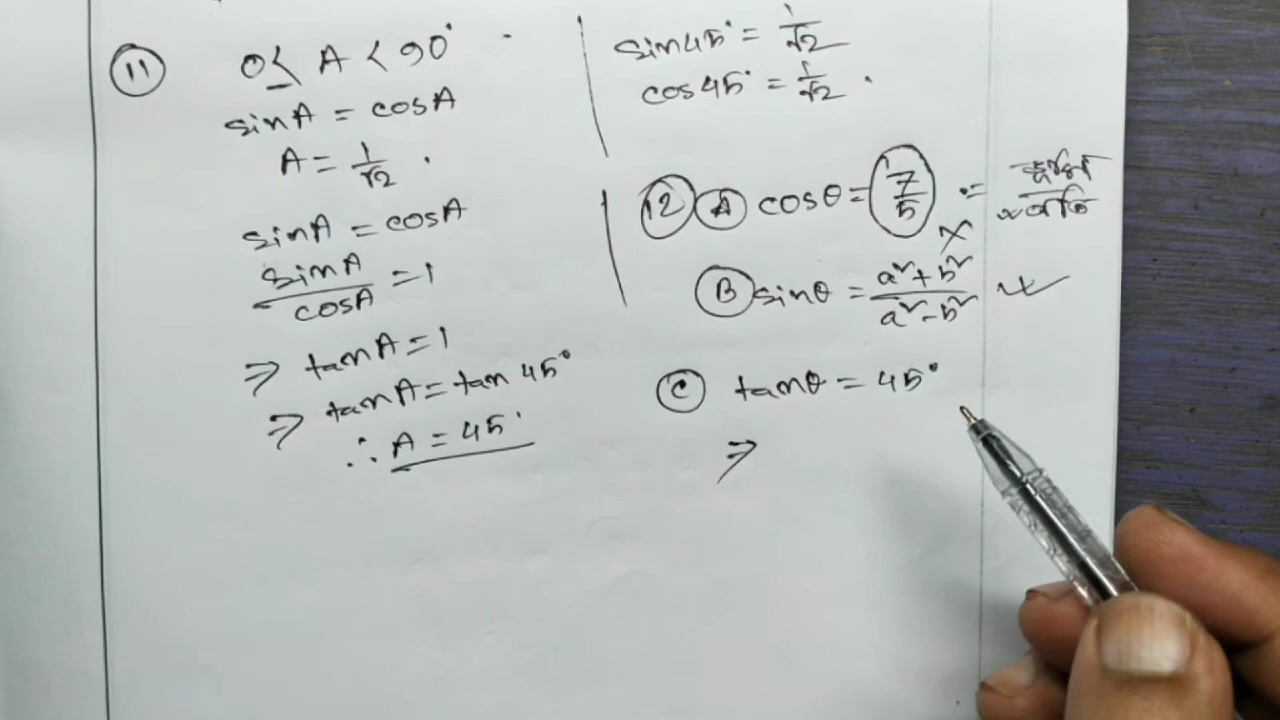 11 0 ≤ A < 90° .
sinA = cosA
A = 1/√2 .
sinA = cosA
sinA/cosA = 1
⇒ tanA = 1
⇒ tanA = tan 45°
∴ A = 45°
sin45° = 1/√2
cos45° = 1/√2 .
12 A cosθ = 7/5 ×
B sinθ = a²+b²/a²-b²
C tanθ = 45°
⇒